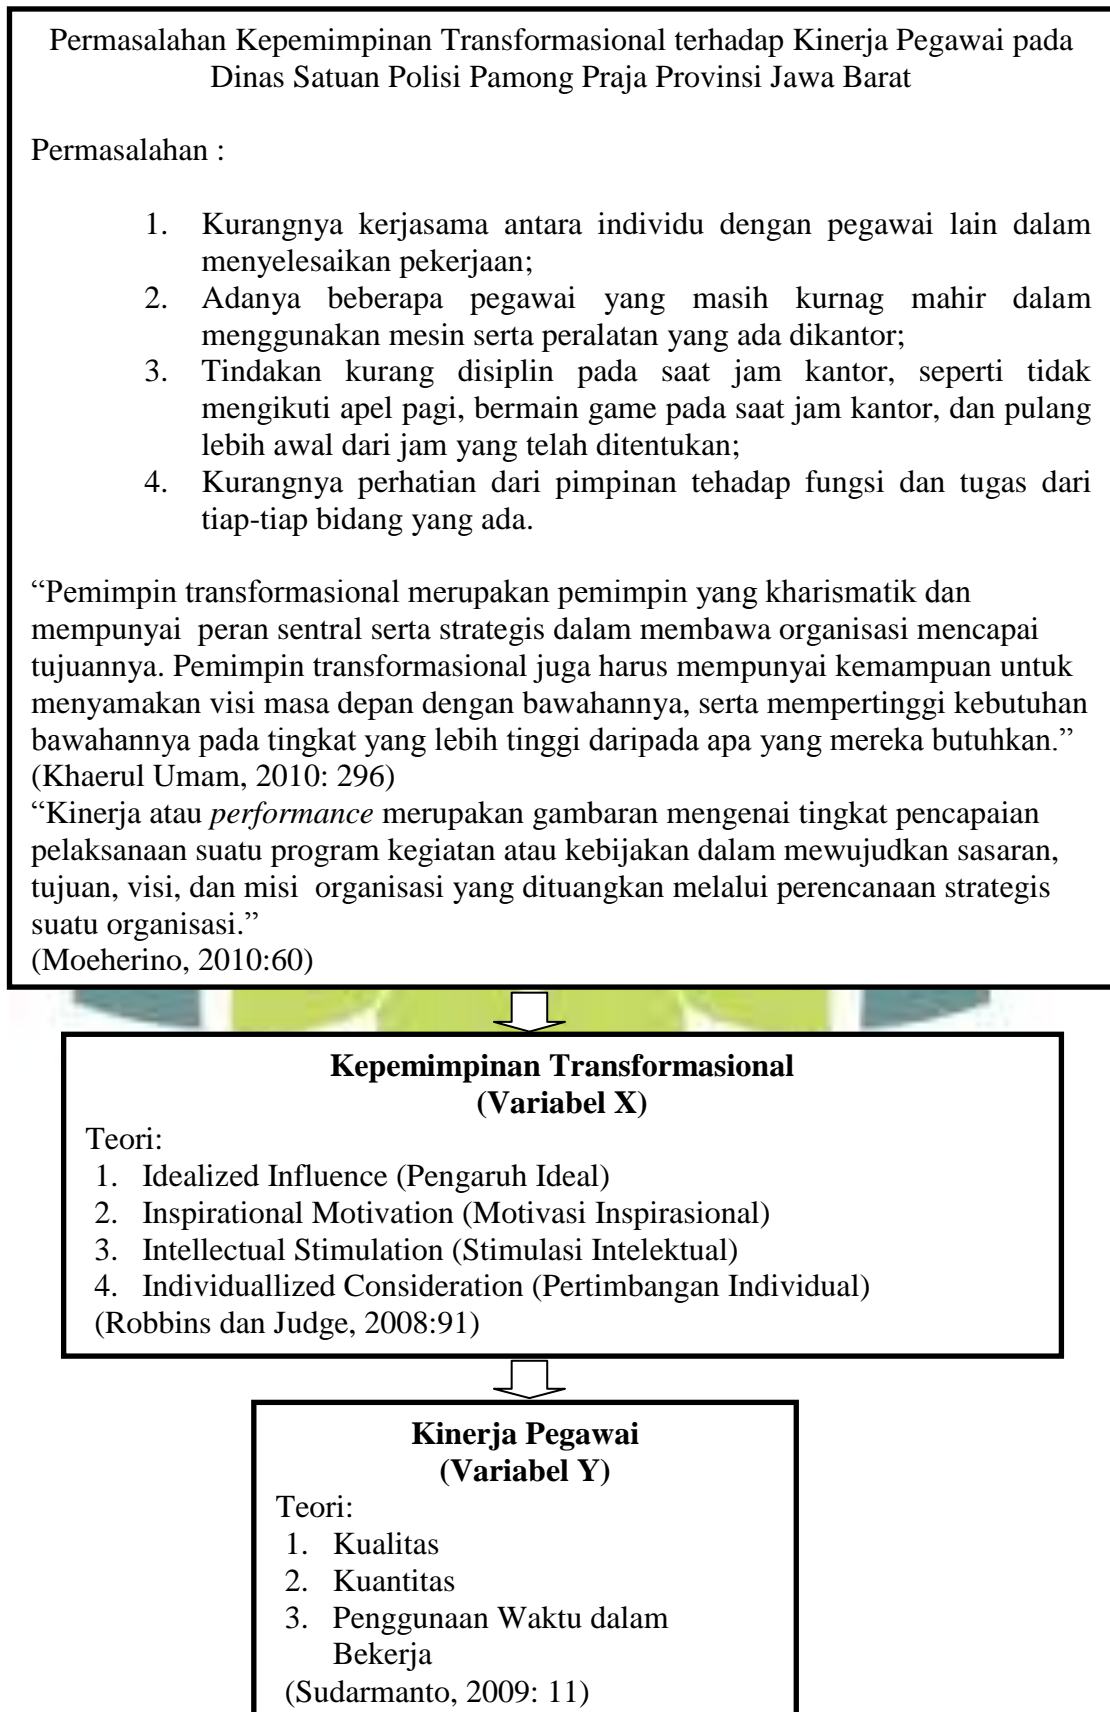 Permasalahan Kepemimpinan Transformasional terhadap Kinerja Pegawai pada
Dinas Satuan Polisi Pamong Praja Provinsi Jawa Barat
Permasalahan :
1. Kurangnya kerjasama antara individu dengan pegawai lain dalam
menyelesaikan pekerjaan;
2. Adanya beberapa pegawai yang masih kurnag mahir dalam
menggunakan mesin serta peralatan yang ada dikantor;
3. Tindakan kurang disiplin pada saat jam kantor, seperti tidak
mengikuti apel pagi, bermain game pada saat jam kantor, dan pulang
lebih awal dari jam yang telah ditentukan;
4. Kurangnya perhatian dari pimpinan tehadap fungsi dan tugas dari
tiap-tiap bidang yang ada.
“Pemimpin transformasional merupakan pemimpin yang kharismatik dan
mempunyai peran sentral serta strategis dalam membawa organisasi mencapai
tujuannya. Pemimpin transformasional juga harus mempunyai kemampuan untuk
menyamakan visi masa depan dengan bawahannya, serta mempertinggi kebutuhan
bawahannya pada tingkat yang lebih tinggi daripada apa yang mereka butuhkan.”
(Khaerul Umam, 2010: 296)
“Kinerja atau performance merupakan gambaran mengenai tingkat pencapaian
pelaksanaan suatu program kegiatan atau kebijakan dalam mewujudkan sasaran,
tujuan, visi, dan misi organisasi yang dituangkan melalui perencanaan strategis
suatu organisasi.”
(Moeherino, 2010:60)
Kepemimpinan Transformasional
(Variabel X)
Teori:
1. Idealized Influence (Pengaruh Ideal)
2. Inspirational Motivation (Motivasi Inspirasional)
3. Intellectual Stimulation (Stimulasi Intelektual)
4. Individuallized Consideration (Pertimbangan Individual)
(Robbins dan Judge, 2008:91)
Kinerja Pegawai
(Variabel Y)
Teori:
1. Kualitas
2. Kuantitas
3. Penggunaan Waktu dalam
Bekerja
(Sudarmanto, 2009: 11)